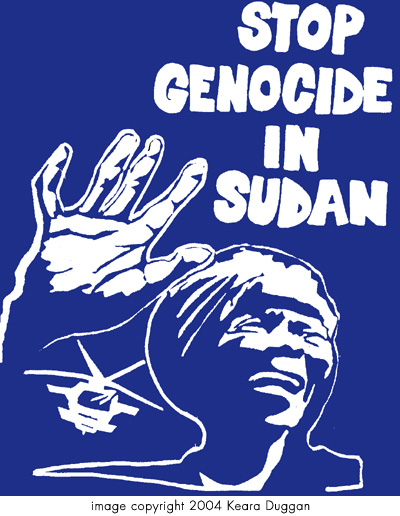 STOP
GENOCIDE
IN
SUDAN
image copyright 2004 Keara Duggan